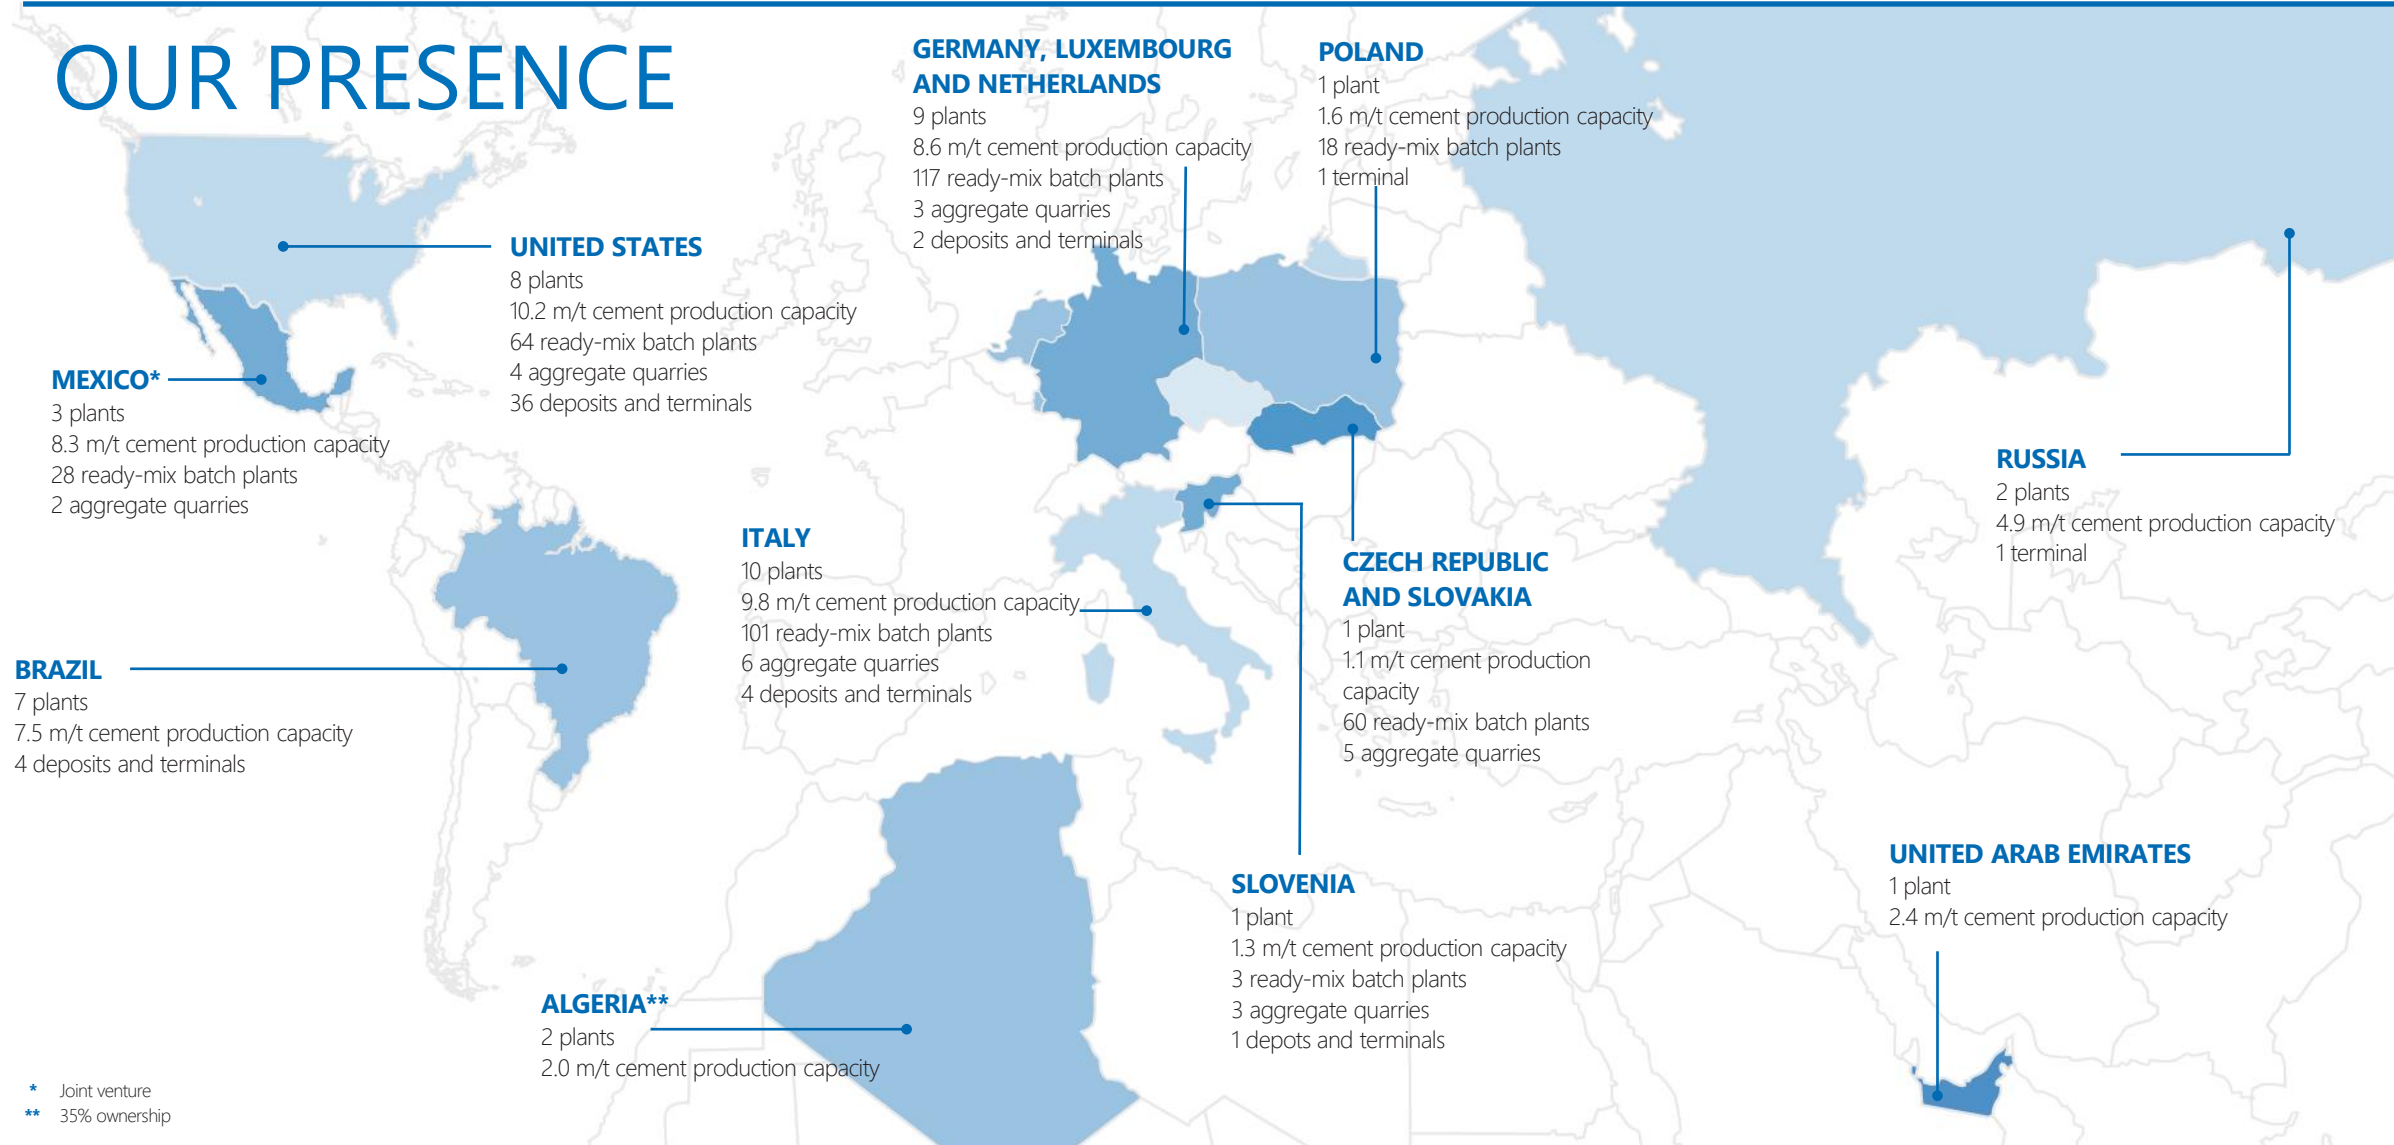 OUR PRESENCE
GERMANY, LUXEMBOURG
AND NETHERLANDS
9 plants
8.6 m/t cement production capacity
117 ready-mix batch plants
3 aggregate quarries
2 deposits and terminals
POLAND
1 plant
1.6 m/t cement production capacity
18 ready-mix batch plants
1 terminal
UNITED STATES
8 plants
10.2 m/t cement production capacity
64 ready-mix batch plants
4 aggregate quarries
36 deposits and terminals
MEXICO*
3 plants
8.3 m/t cement production capacity
28 ready-mix batch plants
2 aggregate quarries
RUSSIA
2 plants
4.9 m/t cement production capacity
1 terminal
ITALY
10 plants
9.8 m/t cement production capacity
101 ready-mix batch plants
6 aggregate quarries
4 deposits and terminals
CZECH REPUBLIC
AND SLOVAKIA
1 plant
1.1 m/t cement production
capacity
60 ready-mix batch plants
5 aggregate quarries
BRAZIL
7 plants
7.5 m/t cement production capacity
4 deposits and terminals
UNITED ARAB EMIRATES
1 plant
2.4 m/t cement production capacity
SLOVENIA
1 plant
1.3 m/t cement production capacity
3 ready-mix batch plants
3 aggregate quarries
1 depots and terminals
ALGERIA**
2 plants
2.0 m/t cement production capacity
* Joint venture
** 35% ownership